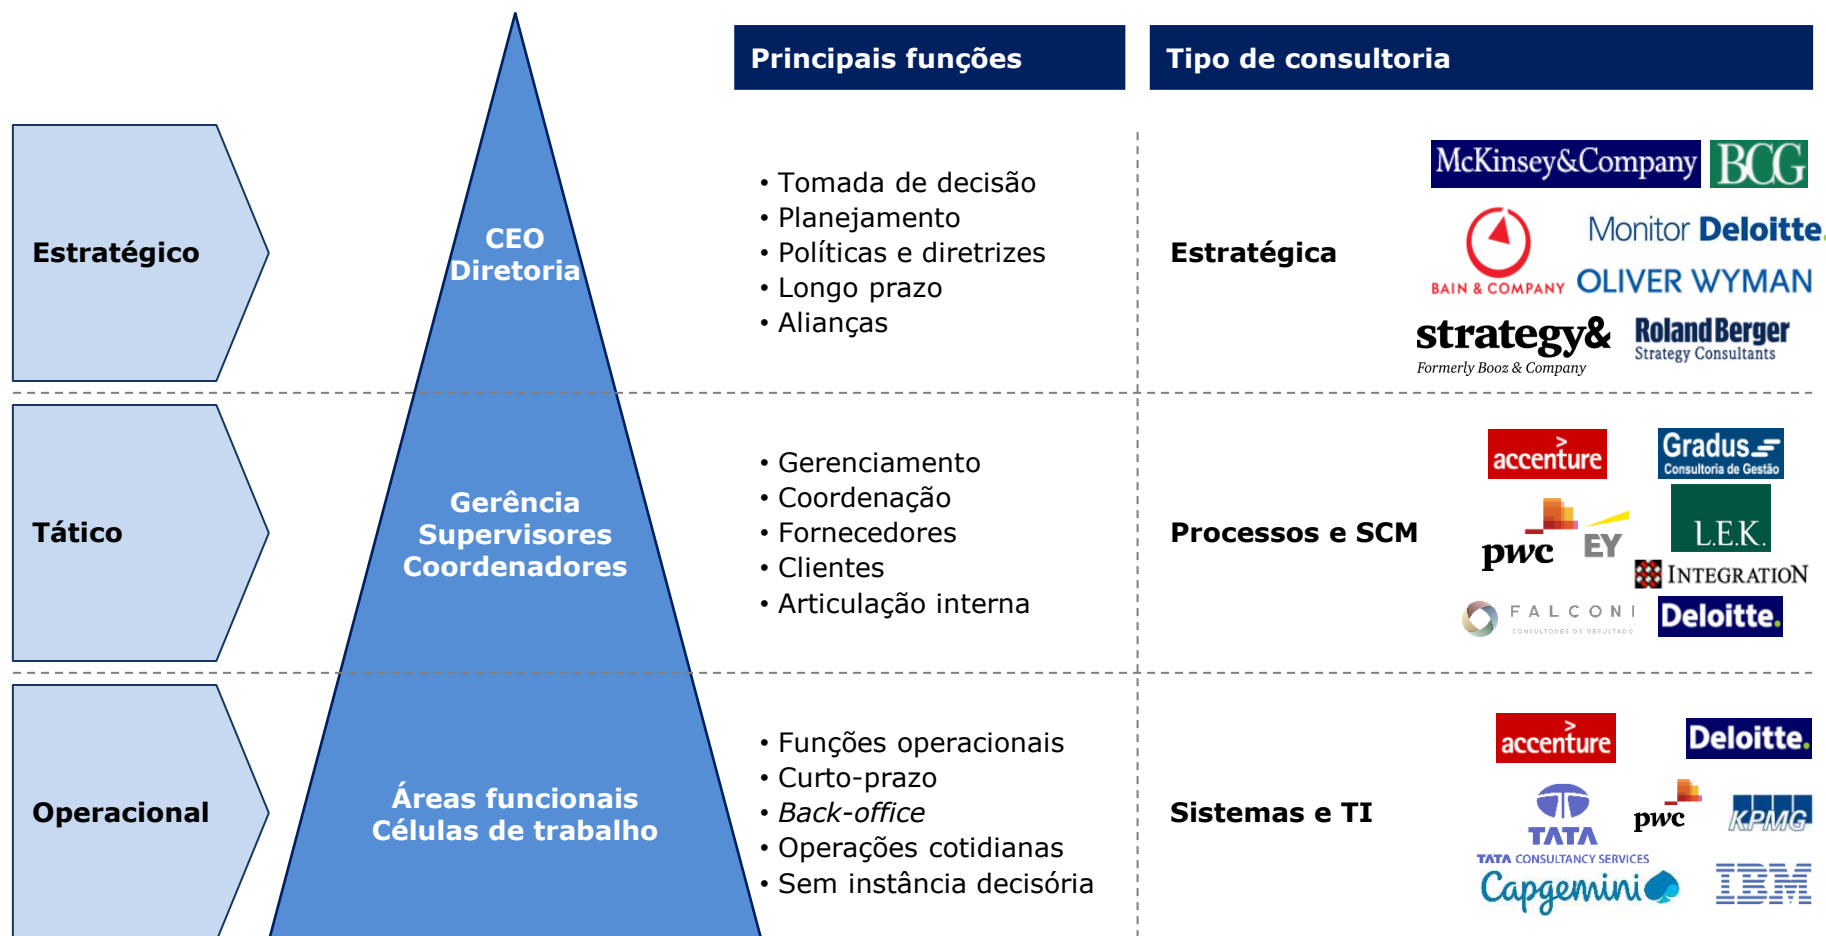 Principais funções
Tipo de consultoria
Estratégico
CEO
Diretoria
• Tomada de decisão
• Planejamento
• Políticas e diretrizes
• Longo prazo
• Alianças
Estratégica
McKinsey&Company
BCG
BAIN & COMPANY
Monitor Deloitte.
OLIVER WYMAN
strategy&
Formerly Booz & Company
Roland Berger
Strategy Consultants
Tático
Gerência
Supervisores
Coordenadores
• Gerenciamento
• Coordenação
• Fornecedores
• Clientes
• Articulação interna
Processos e SCM
accenture
Gradus
Consultoria de Gestão
pwc
EY
L.E.K.
INTEGRATION
FALCONI
CONSULTORES DE RESULTADO
Deloitte.
Operacional
Áreas funcionais
Células de trabalho
• Funções operacionais
• Curto-prazo
• Back-office
• Operações cotidianas
• Sem instância decisória
Sistemas e TI
accenture
Deloitte.
TATA
TATA CONSULTANCY SERVICES
pwc
KPMG
Capgemini
IBM